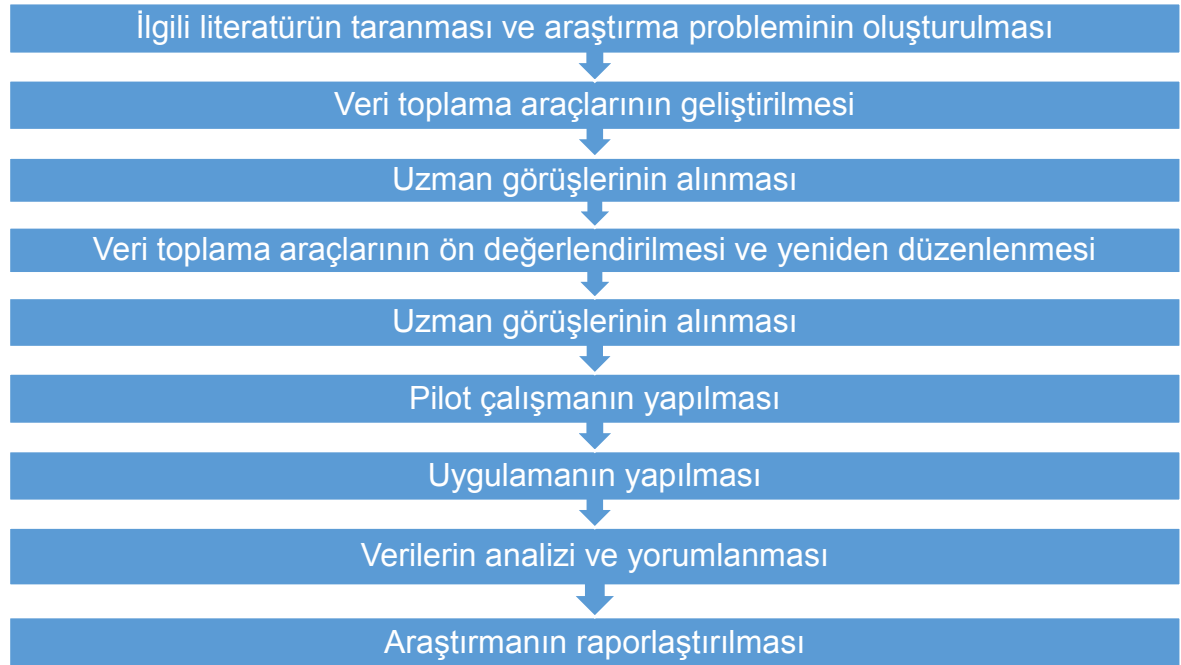 İlgili literatürün taranması ve araştırma probleminin oluşturulması
Veri toplama araçlarının geliştirilmesi
Uzman görüşlerinin alınması
Veri toplama araçlarının ön değerlendirilmesi ve yeniden düzenlenmesi
Uzman görüşlerinin alınması
Pilot çalışmanın yapılması
Uygulamanın yapılması
Verilerin analizi ve yorumlanması
Araştırmanın raporlaştırılması